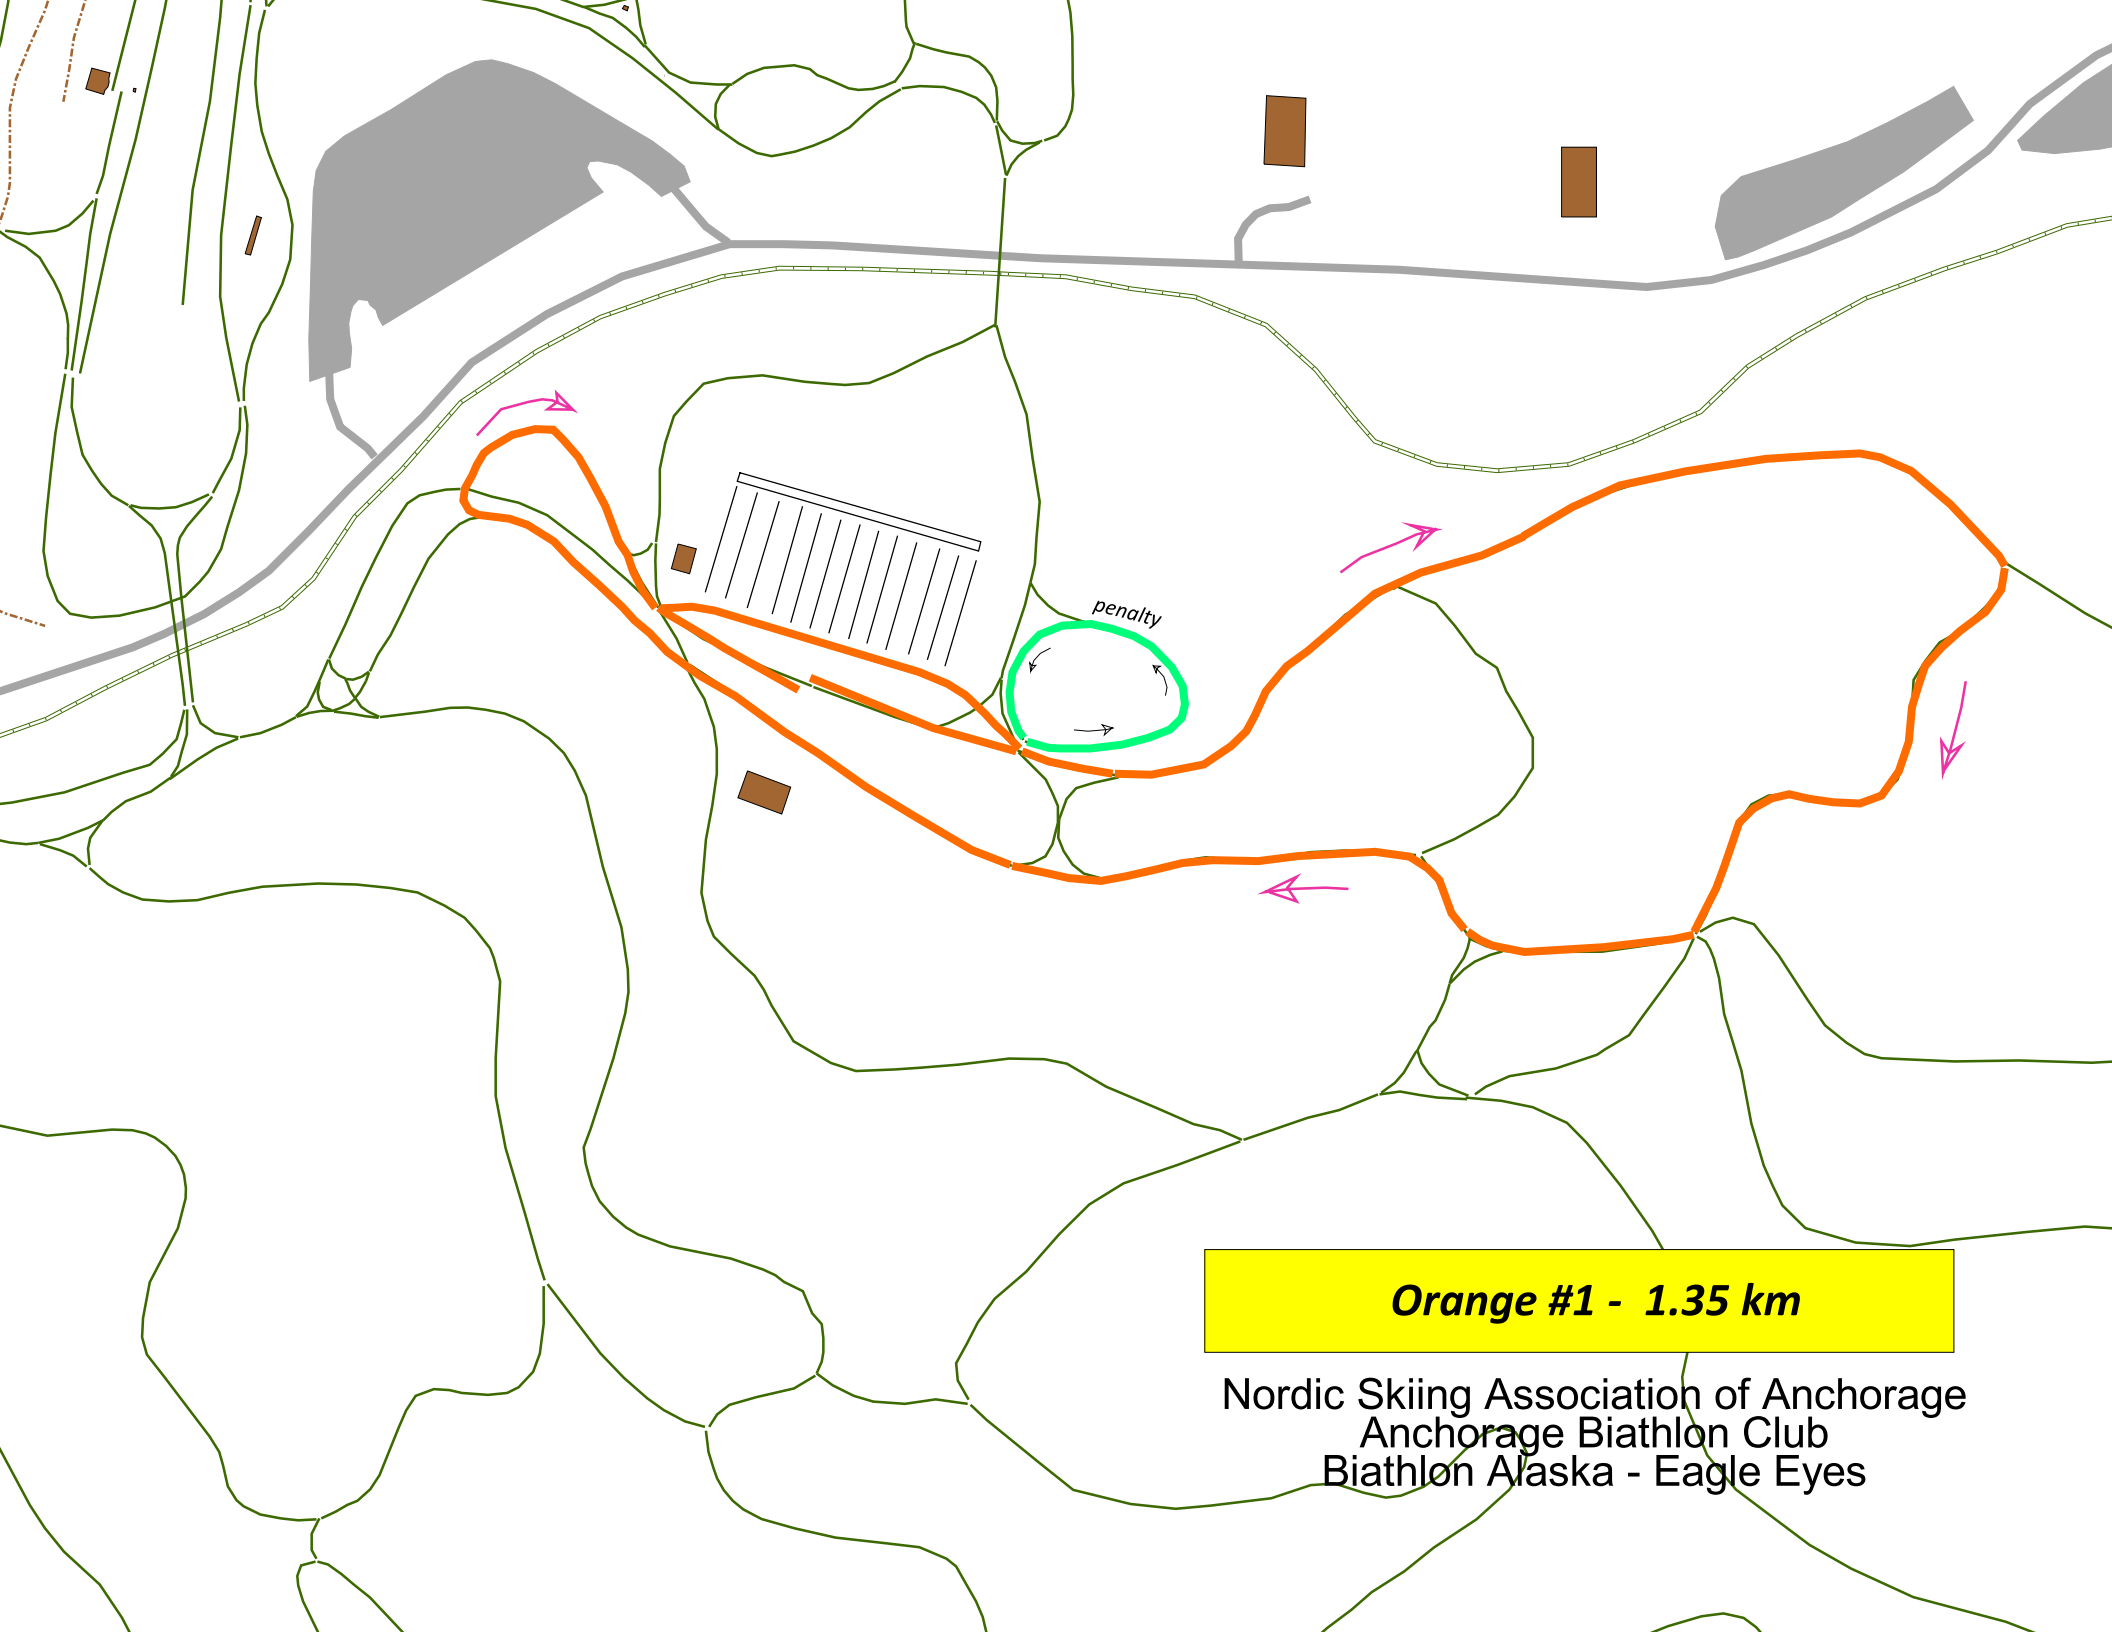 penalty
Orange #1 - 1.35 km
Nordic Skiing Association of Anchorage
Anchorage Biathlon Club
Biathlon Alaska - Eagle Eyes